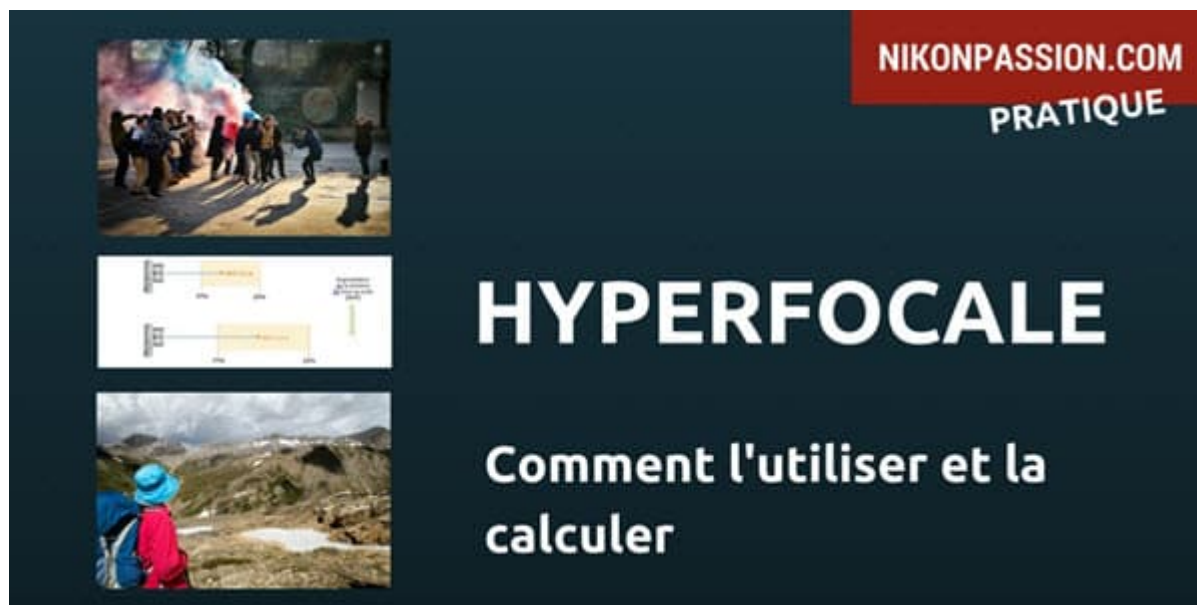 NIKONPASSION.COM
PRATIQUE
HYPERFOCALE
Comment l'utiliser et la
calculer